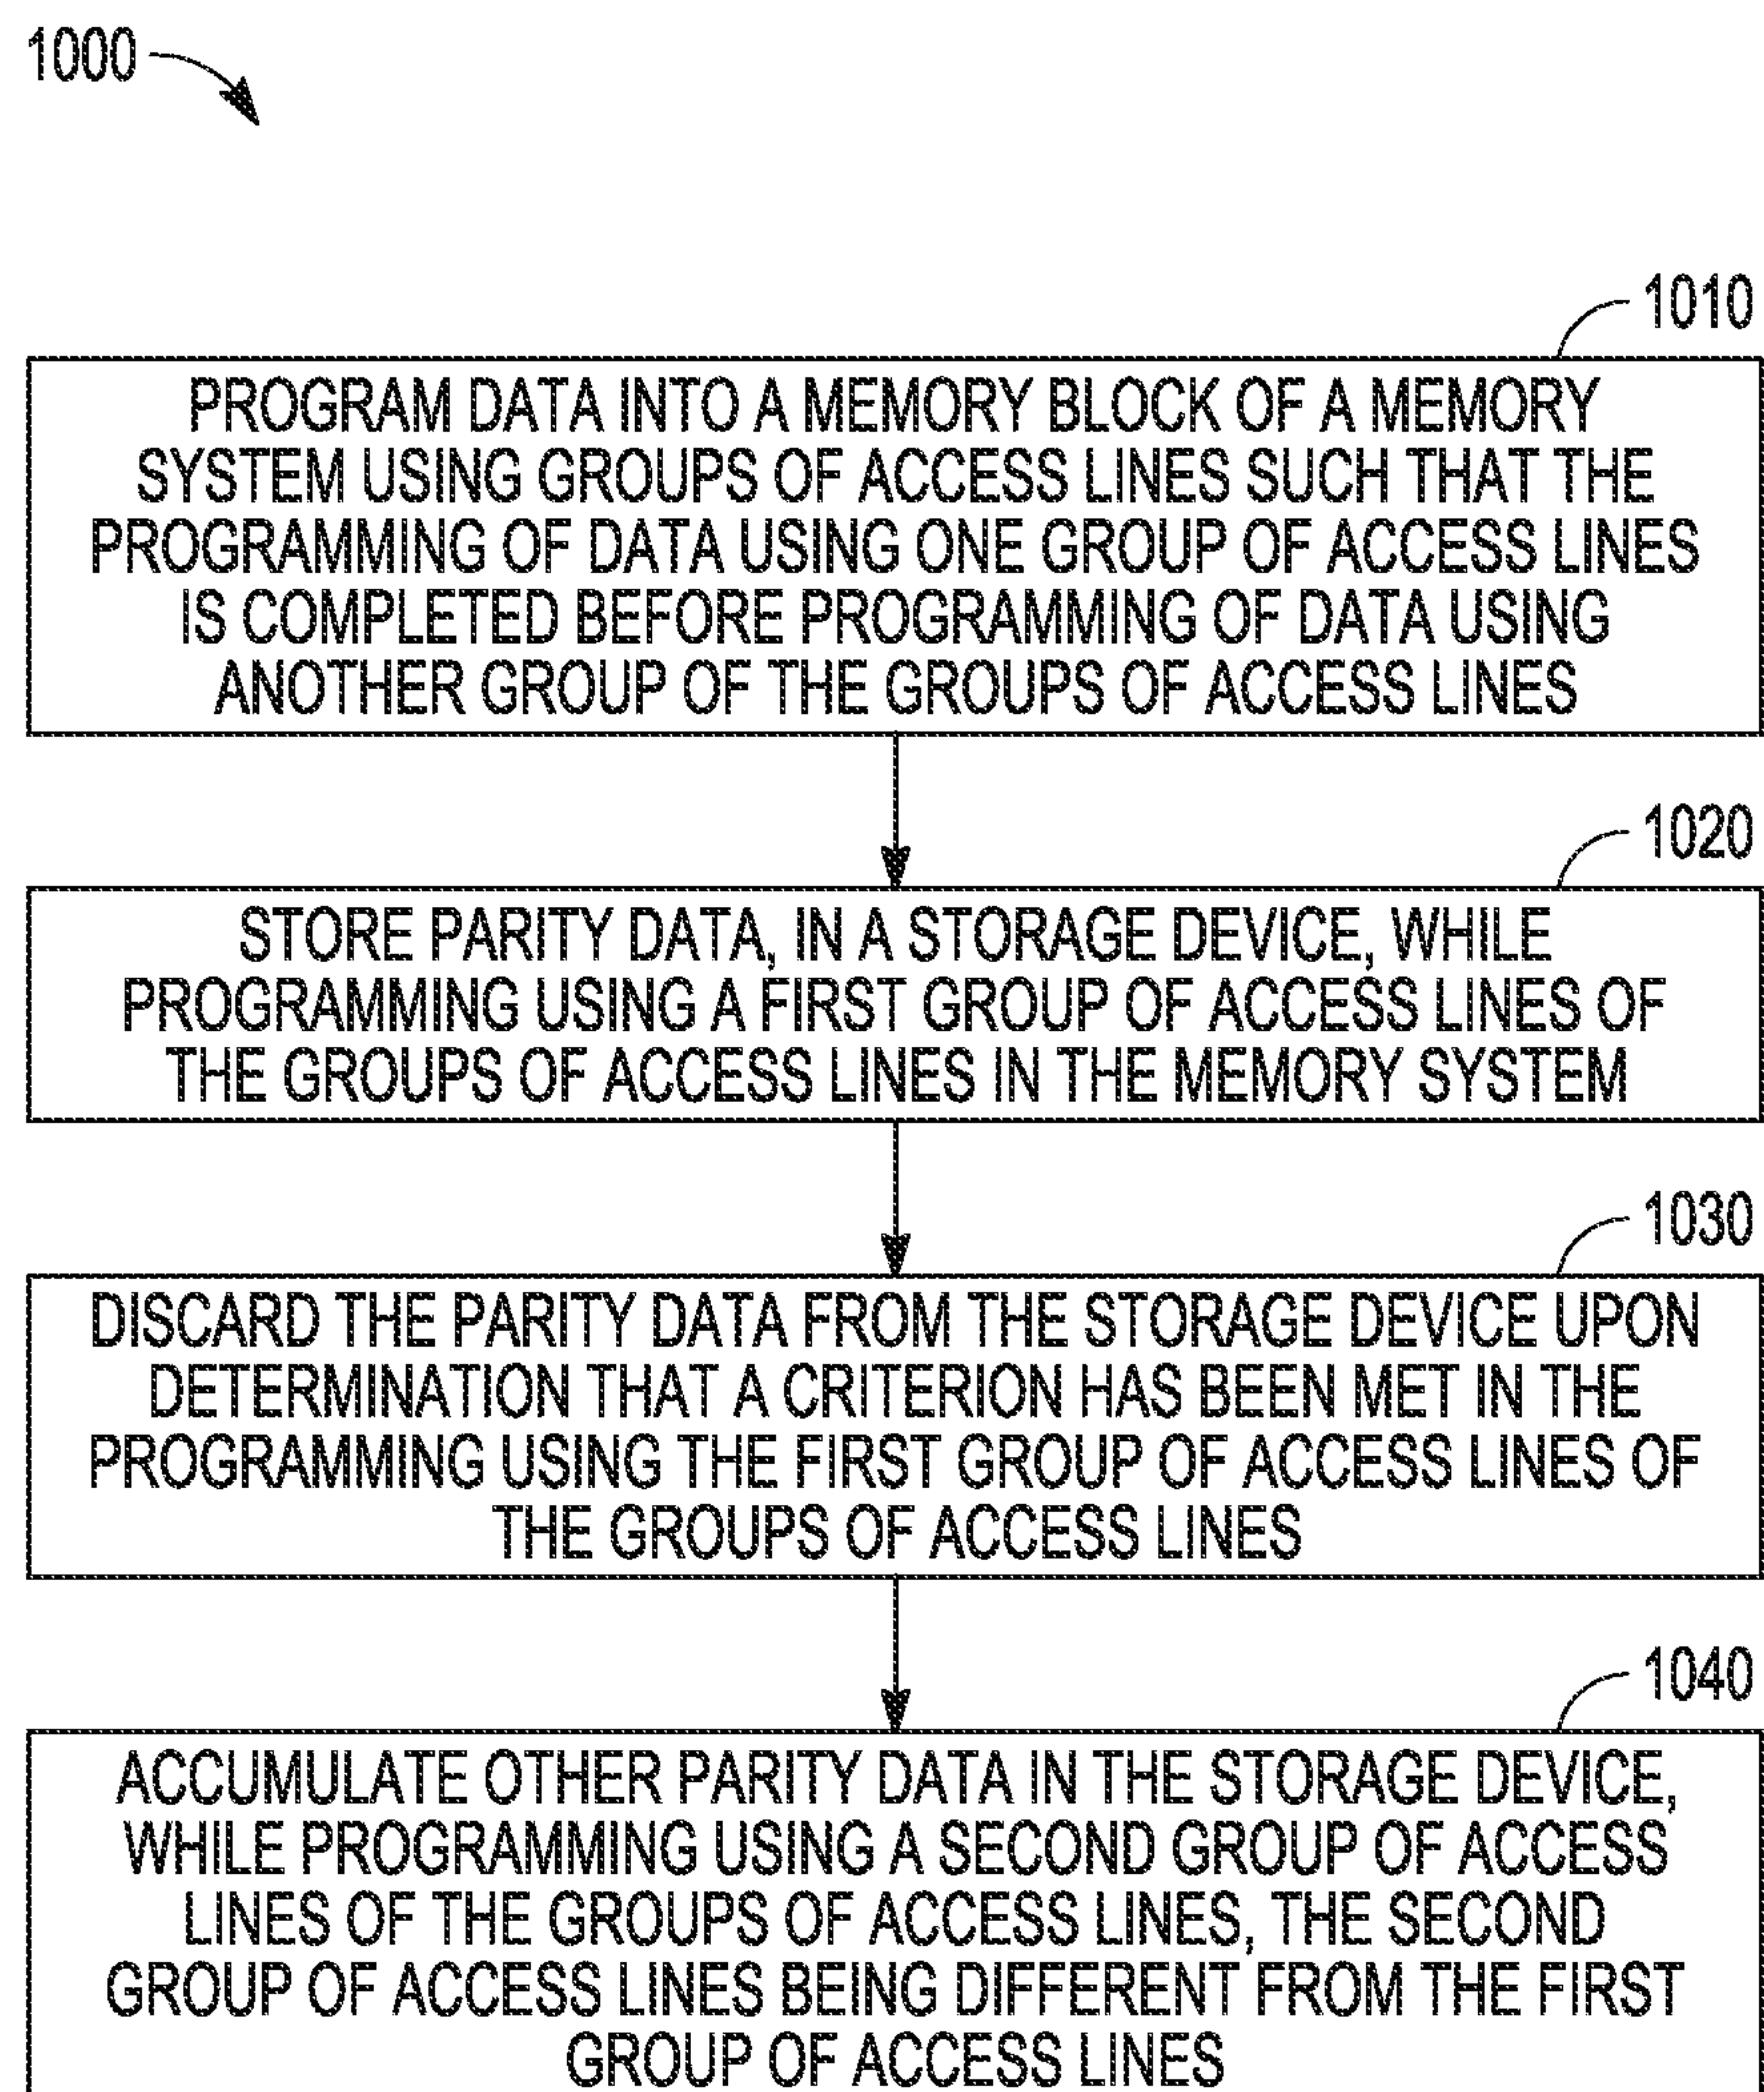 1000
1010
PROGRAM DATA INTO A MEMORY BLOCK OF A MEMORY
SYSTEM USING GROUPS OF ACCESS LINES SUCH THAT THE
PROGRAMMING OF DATA USING ONE GROUP OF ACCESS LINES
IS COMPLETED BEFORE PROGRAMMING OF DATA USING
ANOTHER GROUP OF THE GROUPS OF ACCESS LINES
1020
STORE PARITY DATA, IN A STORAGE DEVICE, WHILE
PROGRAMMING USING A FIRST GROUP OF ACCESS LINES OF
THE GROUPS OF ACCESS LINES IN THE MEMORY SYSTEM
1030
DISCARD THE PARITY DATA FROM THE STORAGE DEVICE UPON
DETERMINATION THAT A CRITERION HAS BEEN MET IN THE
PROGRAMMING USING THE FIRST GROUP OF ACCESS LINES OF
THE GROUPS OF ACCESS LINES
1040
ACCUMULATE OTHER PARITY DATA IN THE STORAGE DEVICE,
WHILE PROGRAMMING USING A SECOND GROUP OF ACCESS
LINES OF THE GROUPS OF ACCESS LINES, THE SECOND
GROUP OF ACCESS LINES BEING DIFFERENT FROM THE FIRST
GROUP OF ACCESS LINES